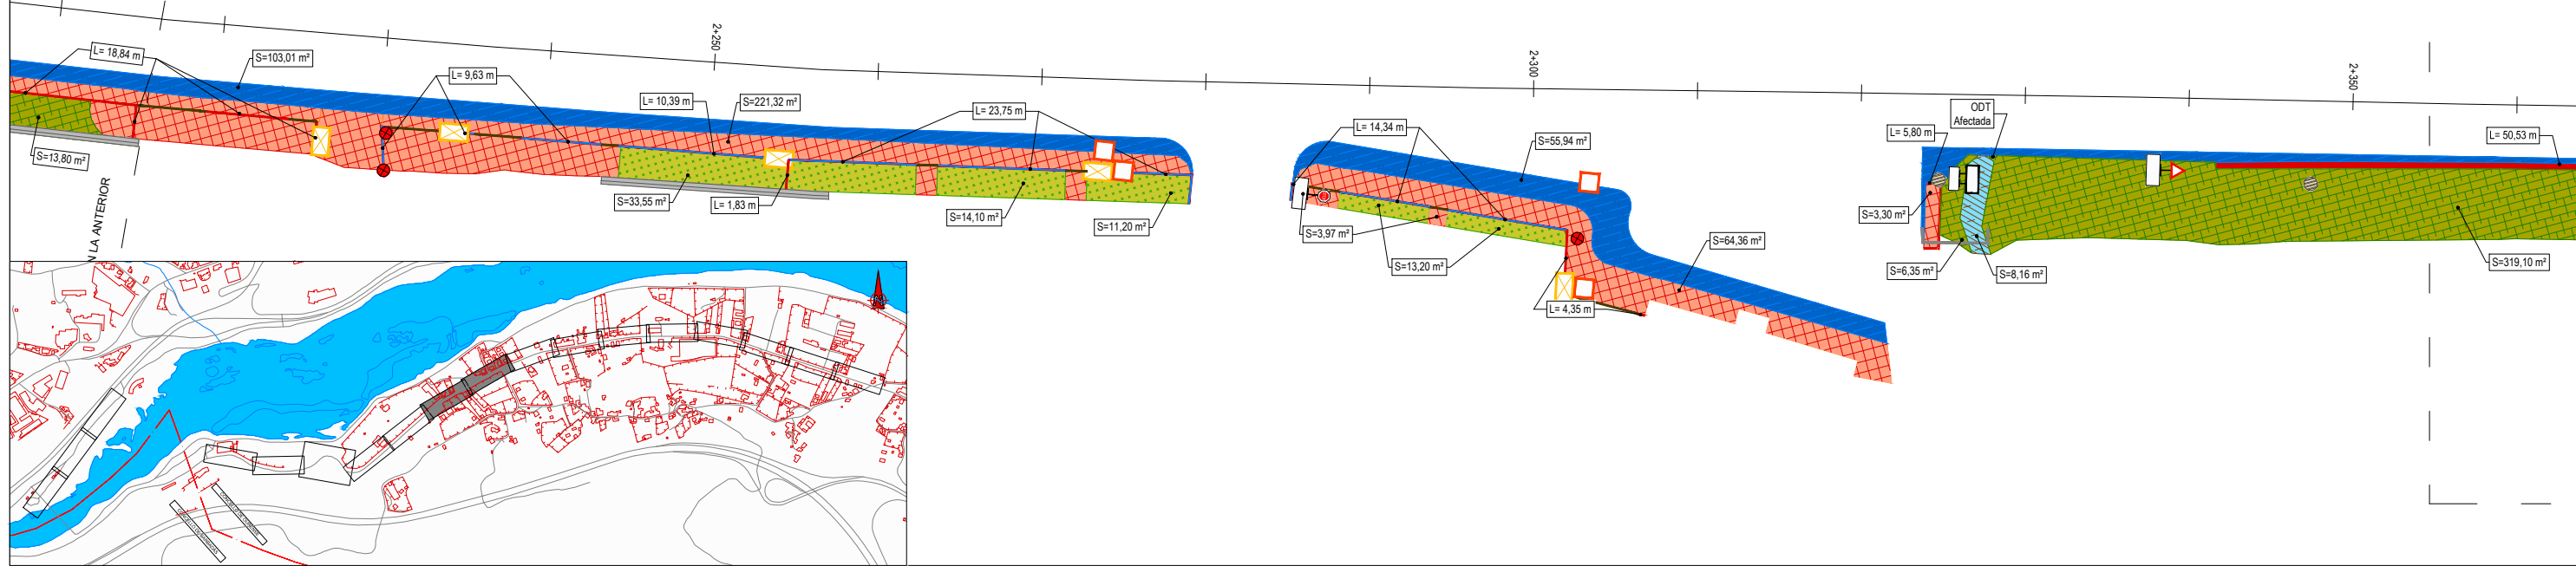 2+250
2+300
2+350
L= 18,84 m
S=103,01 m²
L= 9,63 m
L= 10,39 m
S=221,32 m²
L= 23,75 m
L= 14,34 m
S=55,94 m²
ODT
Afectada
L= 5,80 m
L= 50,53 m
S=13,80 m²
S=33,55 m²
L= 1,83 m
S=14,10 m²
S=11,20 m²
S=3,97 m²
S=13,20 m²
S=64,36 m²
L= 4,35 m
S=3,30 m²
S=6,35 m²
S=8,16 m²
S=319,10 m²
N LA ANTERIOR